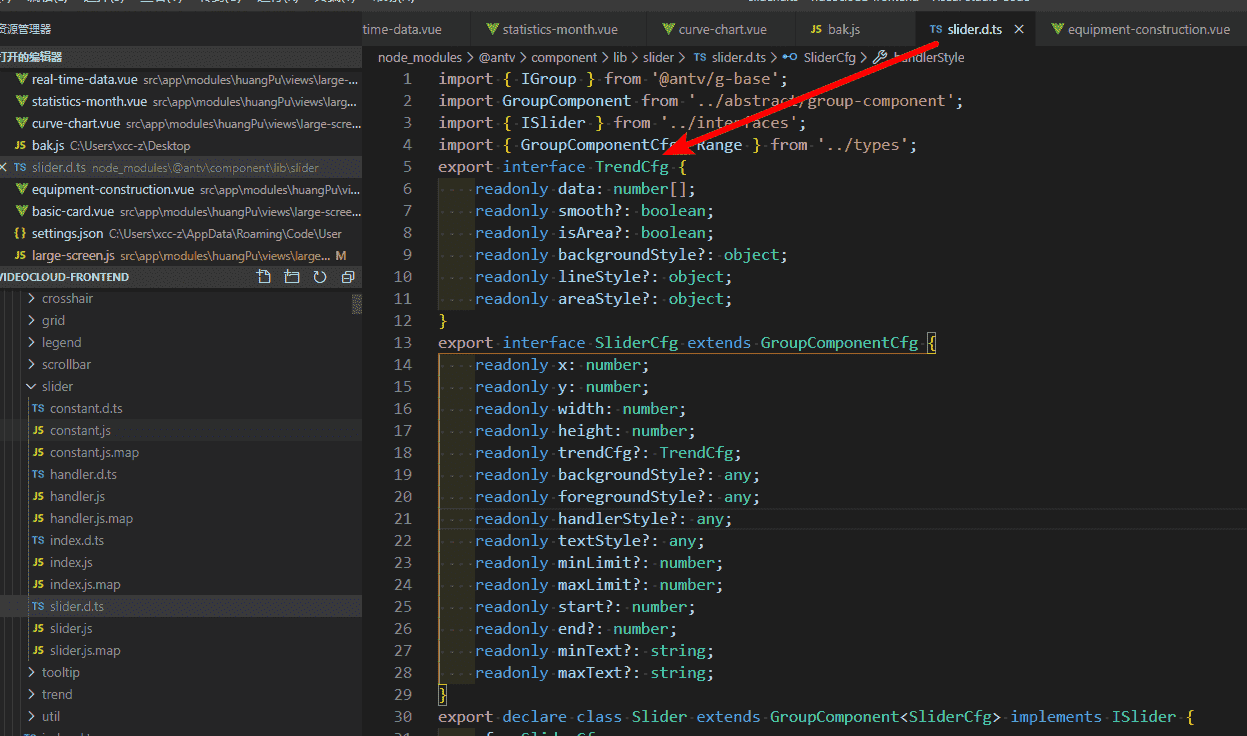 资源管理器
time-data.vue statistics-month.vue curve-chart.vue JS bak.js TS slider.d.ts × equipment-construction.vue
打开的编辑器
real-time-data.vue src\app\modules\huangPu\views\large-...
statistics-month.vue src\app\modules\huangPu\views\larg...
curve-chart.vue src\app\modules\huangPu\views\large-scre...
JS bak.js C:\Users\xcc-z\Desktop
× TS slider.d.ts node_modules\@antv\component\lib\slider
equipment-construction.vue src\app\modules\huangPu\vi...
basic-card.vue src\app\modules\huangPu\views\large-scree...
{} settings.json C:\Users\xcc-z\AppData\Roaming\Code\User
JS large-screen.js src\app\modules\huangPu\views\large... M
VIDEOCLOUD-FRONTEND
> crosshair
> grid
> legend
> scrollbar
slider
TS constant.d.ts
JS constant.js
JS constant.js.map
TS handler.d.ts
JS handler.js
JS handler.js.map
TS index.d.ts
JS index.js
JS index.js.map
TS slider.d.ts
JS slider.js
JS slider.js.map
> tooltip
> trend
> util
node_modules > @antv > component > lib > slider > TS slider.d.ts > SliderCfg > handlerStyle
1 import { IGroup } from '@antv/g-base';
2 import GroupComponent from '../abstract/group-component';
3 import { ISlider } from '../interfaces';
4 import { GroupComponentCfg, Range } from '../types';
5 export interface TrendCfg {
6 readonly data: number[];
7 readonly smooth?: boolean;
8 readonly isArea?: boolean;
9 readonly backgroundStyle?: object;
10 readonly lineStyle?: object;
11 readonly areaStyle?: object;
12 }
13 export interface SliderCfg extends GroupComponentCfg {
14 readonly x: number;
15 readonly y: number;
16 readonly width: number;
17 readonly height: number;
18 readonly trendCfg?: TrendCfg;
19 readonly backgroundStyle?: any;
20 readonly foregroundStyle?: any;
21 readonly handlerStyle?: any;
22 readonly textStyle?: any;
23 readonly minLimit?: number;
24 readonly maxLimit?: number;
25 readonly start?: number;
26 readonly end?: number;
27 readonly minText?: string;
28 readonly maxText?: string;
29 }
30 export declare class Slider extends GroupComponent<SliderCfg> implements ISlider {